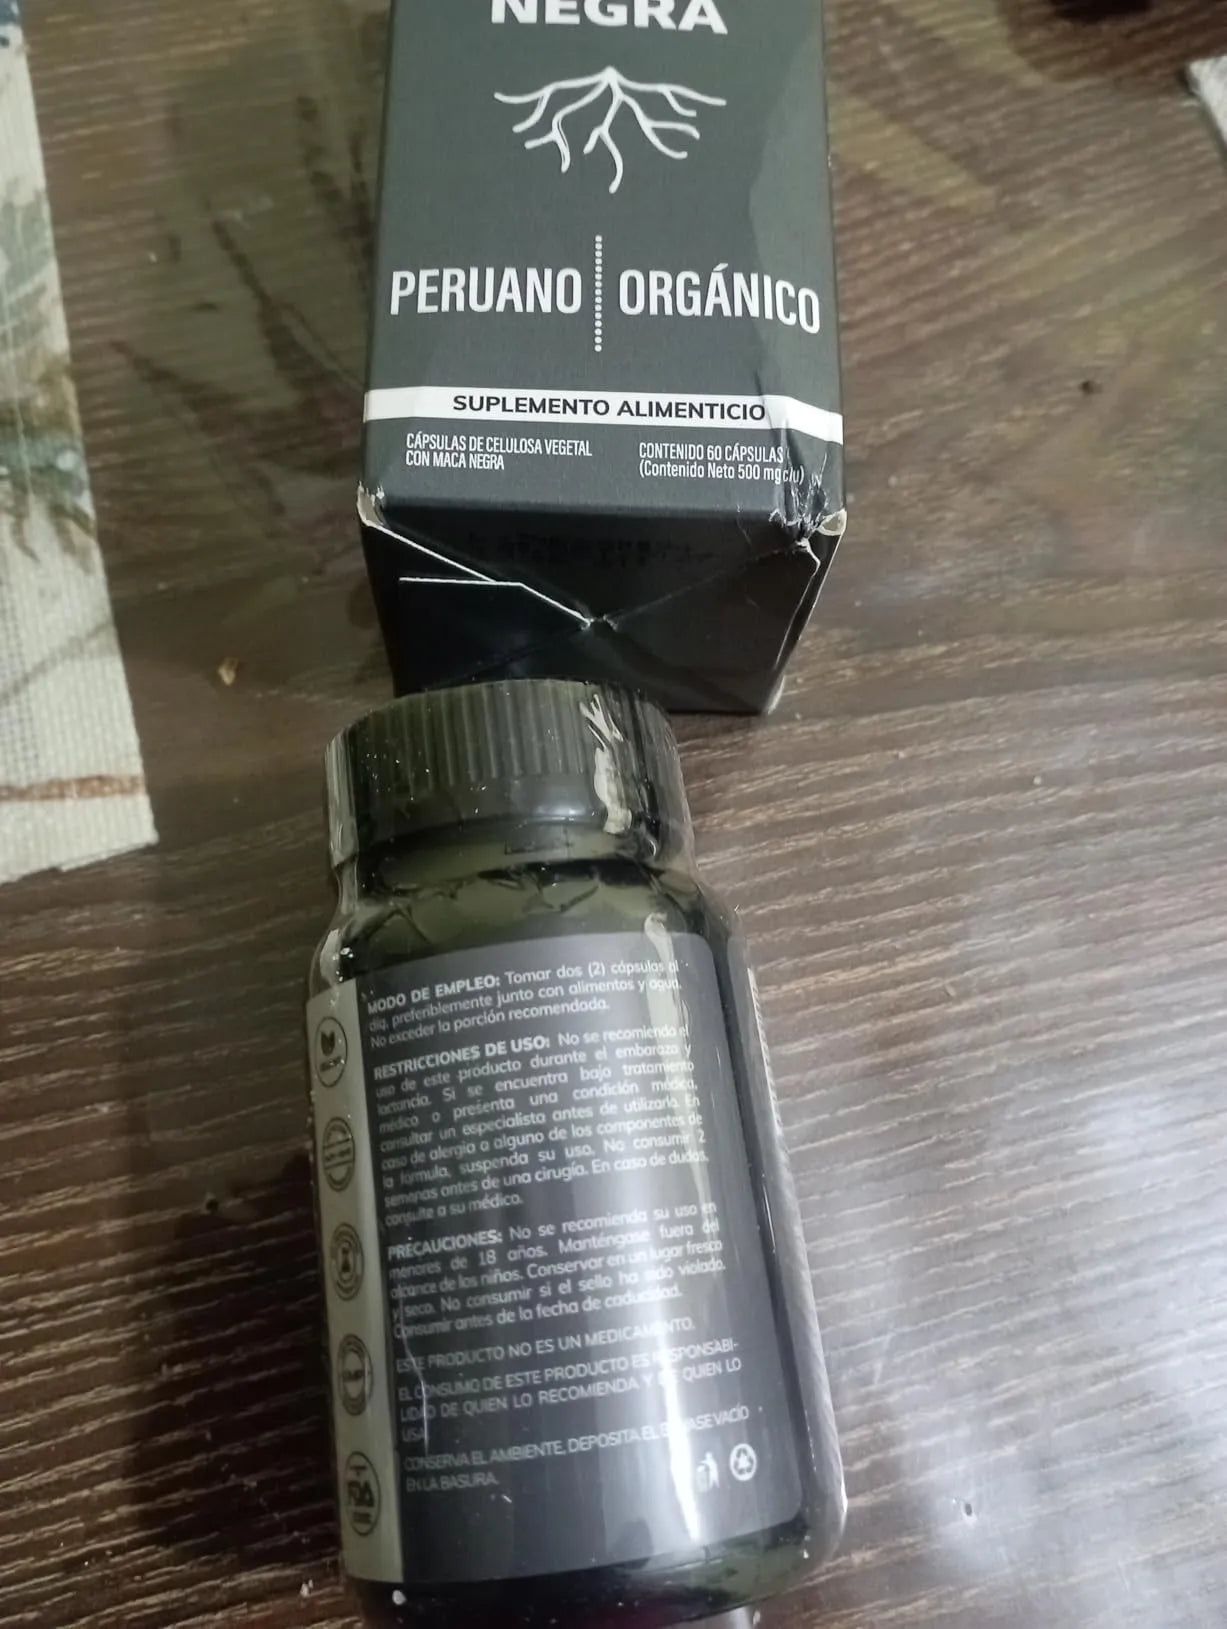 NEGRA
PERUANO ORGÁNICO
SUPLEMENTO ALIMENTICIO
CÁPSULAS DE CELULOSA VEGETAL
CON MACA NEGRA
CONTENIDO 60 CÁPSULAS
(Contenido Neto 500 mg c/u)
MODO DE EMPLEO: Tomar dos (2) cápsulas al
día, preferiblemente junto con alimentos y agua.
No exceder la porción recomendada.
RESTRICCIONES DE USO: No se recomienda el
uso de este producto durante el embarazo y
lactancia. Si se encuentra bajo tratamiento
médico o presenta una condición médica,
consultar un especialista antes de utilizarlo. En
caso de alergia a alguno de los componentes de
la fórmula, suspenda su uso. No consumir 2
semanas antes de una cirugía. En caso de dudas,
consulte a su médico.
PRECAUCIONES: No se recomienda su uso en
menores de 18 años. Manténgase fuera del
alcance de los niños. Conservar en un lugar fresco
y seco. No consumir si el sello ha sido violado.
Consumir antes de la fecha de caducidad.
ESTE PRODUCTO NO ES UN MEDICAMENTO.
EL CONSUMO DE ESTE PRODUCTO ES RESPONSABI-
LIDAD DE QUIEN LO RECOMIENDA Y DE QUIEN LO
USA.
CONSERVA EL AMBIENTE, DEPOSITA EL ENVASE VACÍO
EN LA BASURA.